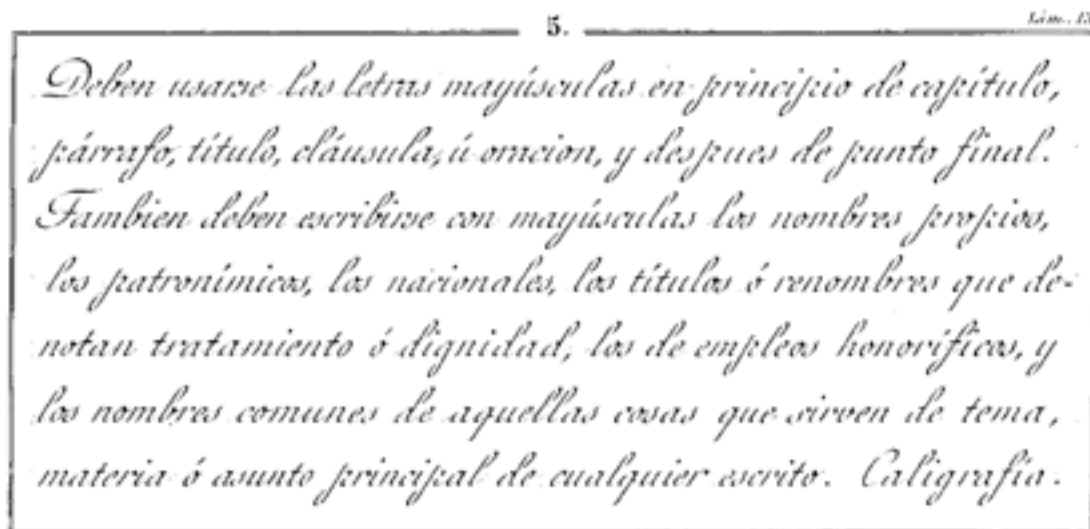 5.
Lám. 13
Deben usarse las letras mayúsculas en principio de capítulo,
párrafo, título, cláusula, ú oracion, y despues de punto final.
Tambien deben escribirse con mayúsculas los nombres propios,
los patronímicos, los nacionales, los títulos ó renombres que de-
notan tratamiento ó dignidad, los de empleos honoríficos, y
los nombres comunes de aquellas cosas que sirven de tema,
materia ó asunto principal de cualquier escrito. Caligrafía.